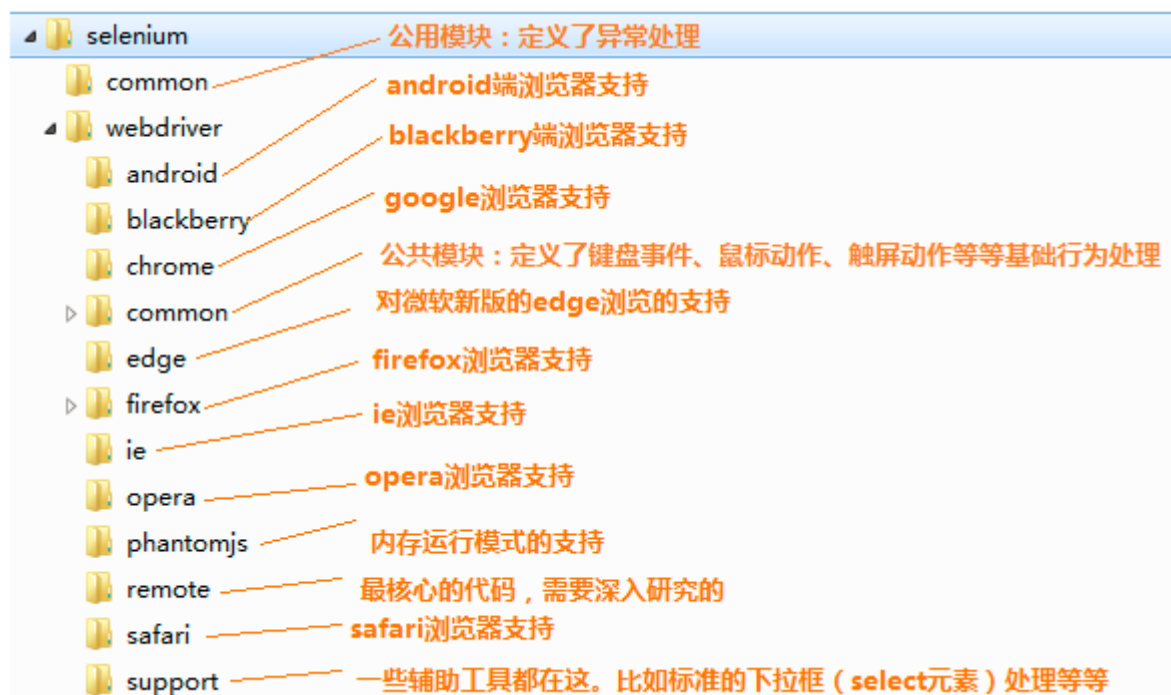 selenium 公用模块：定义了异常处理
common android端浏览器支持
webdriver blackberry端浏览器支持
android
blackberry google浏览器支持
chrome 公共模块：定义了键盘事件、鼠标动作、触屏动作等等基础行为处理
common 对微软新版的edge浏览的支持
edge firefox浏览器支持
firefox ie浏览器支持
ie
opera opera浏览器支持
phantomjs 内存运行模式的支持
remote 最核心的代码，需要深入研究的
safari safari浏览器支持
support 一些辅助工具都在这。比如标准的下拉框（select元素）处理等等